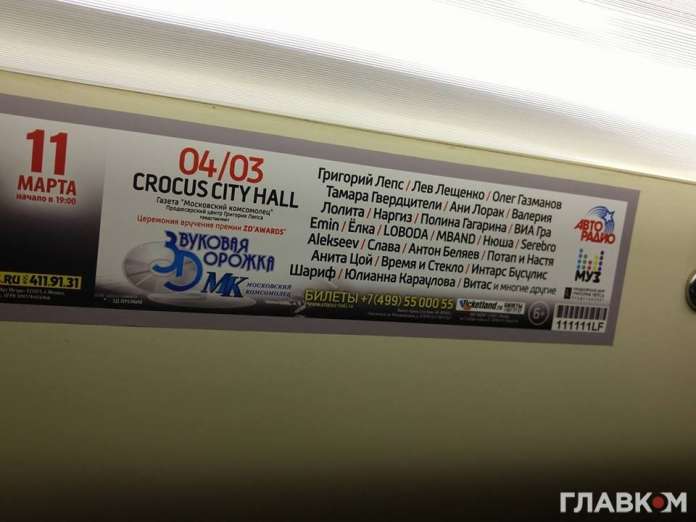 11
МАРТА
начало в 19:00
.RU
411.91.31
04/03
CROCUS CITY HALL
Газета "Московский комсомолец"
Продюсерский центр Григория Лепса
Церемония вручение премии ZD'AWARDS'
ЗВУКОВАЯ
ДОРОЖКА
МК МОСКОВСКИЙ
КОМСОМОЛЕЦ
Григорий Лепс / Лев Лещенко / Олег Газманов
Тамара Гвердцители / Ани Лорак / Валерия
Лолита / Наргиз / Полина Гагарина / ВИА Гра
Emin / Ёлка / LOBODA / MBAND / Нюша / Serebro
Alekseev / Слава / Антон Беляев / Потап и Настя
Анита Цой / Время и Стекло / Интарс Бусулис
Шариф / Юлианна Караулова / Витас и многие другие
БИЛЕТЫ +7(499) 55 000 55
Ticketland.ru
6+
АВТО
РАДИО
МУЗ
111111LF
ГЛАВКОМ